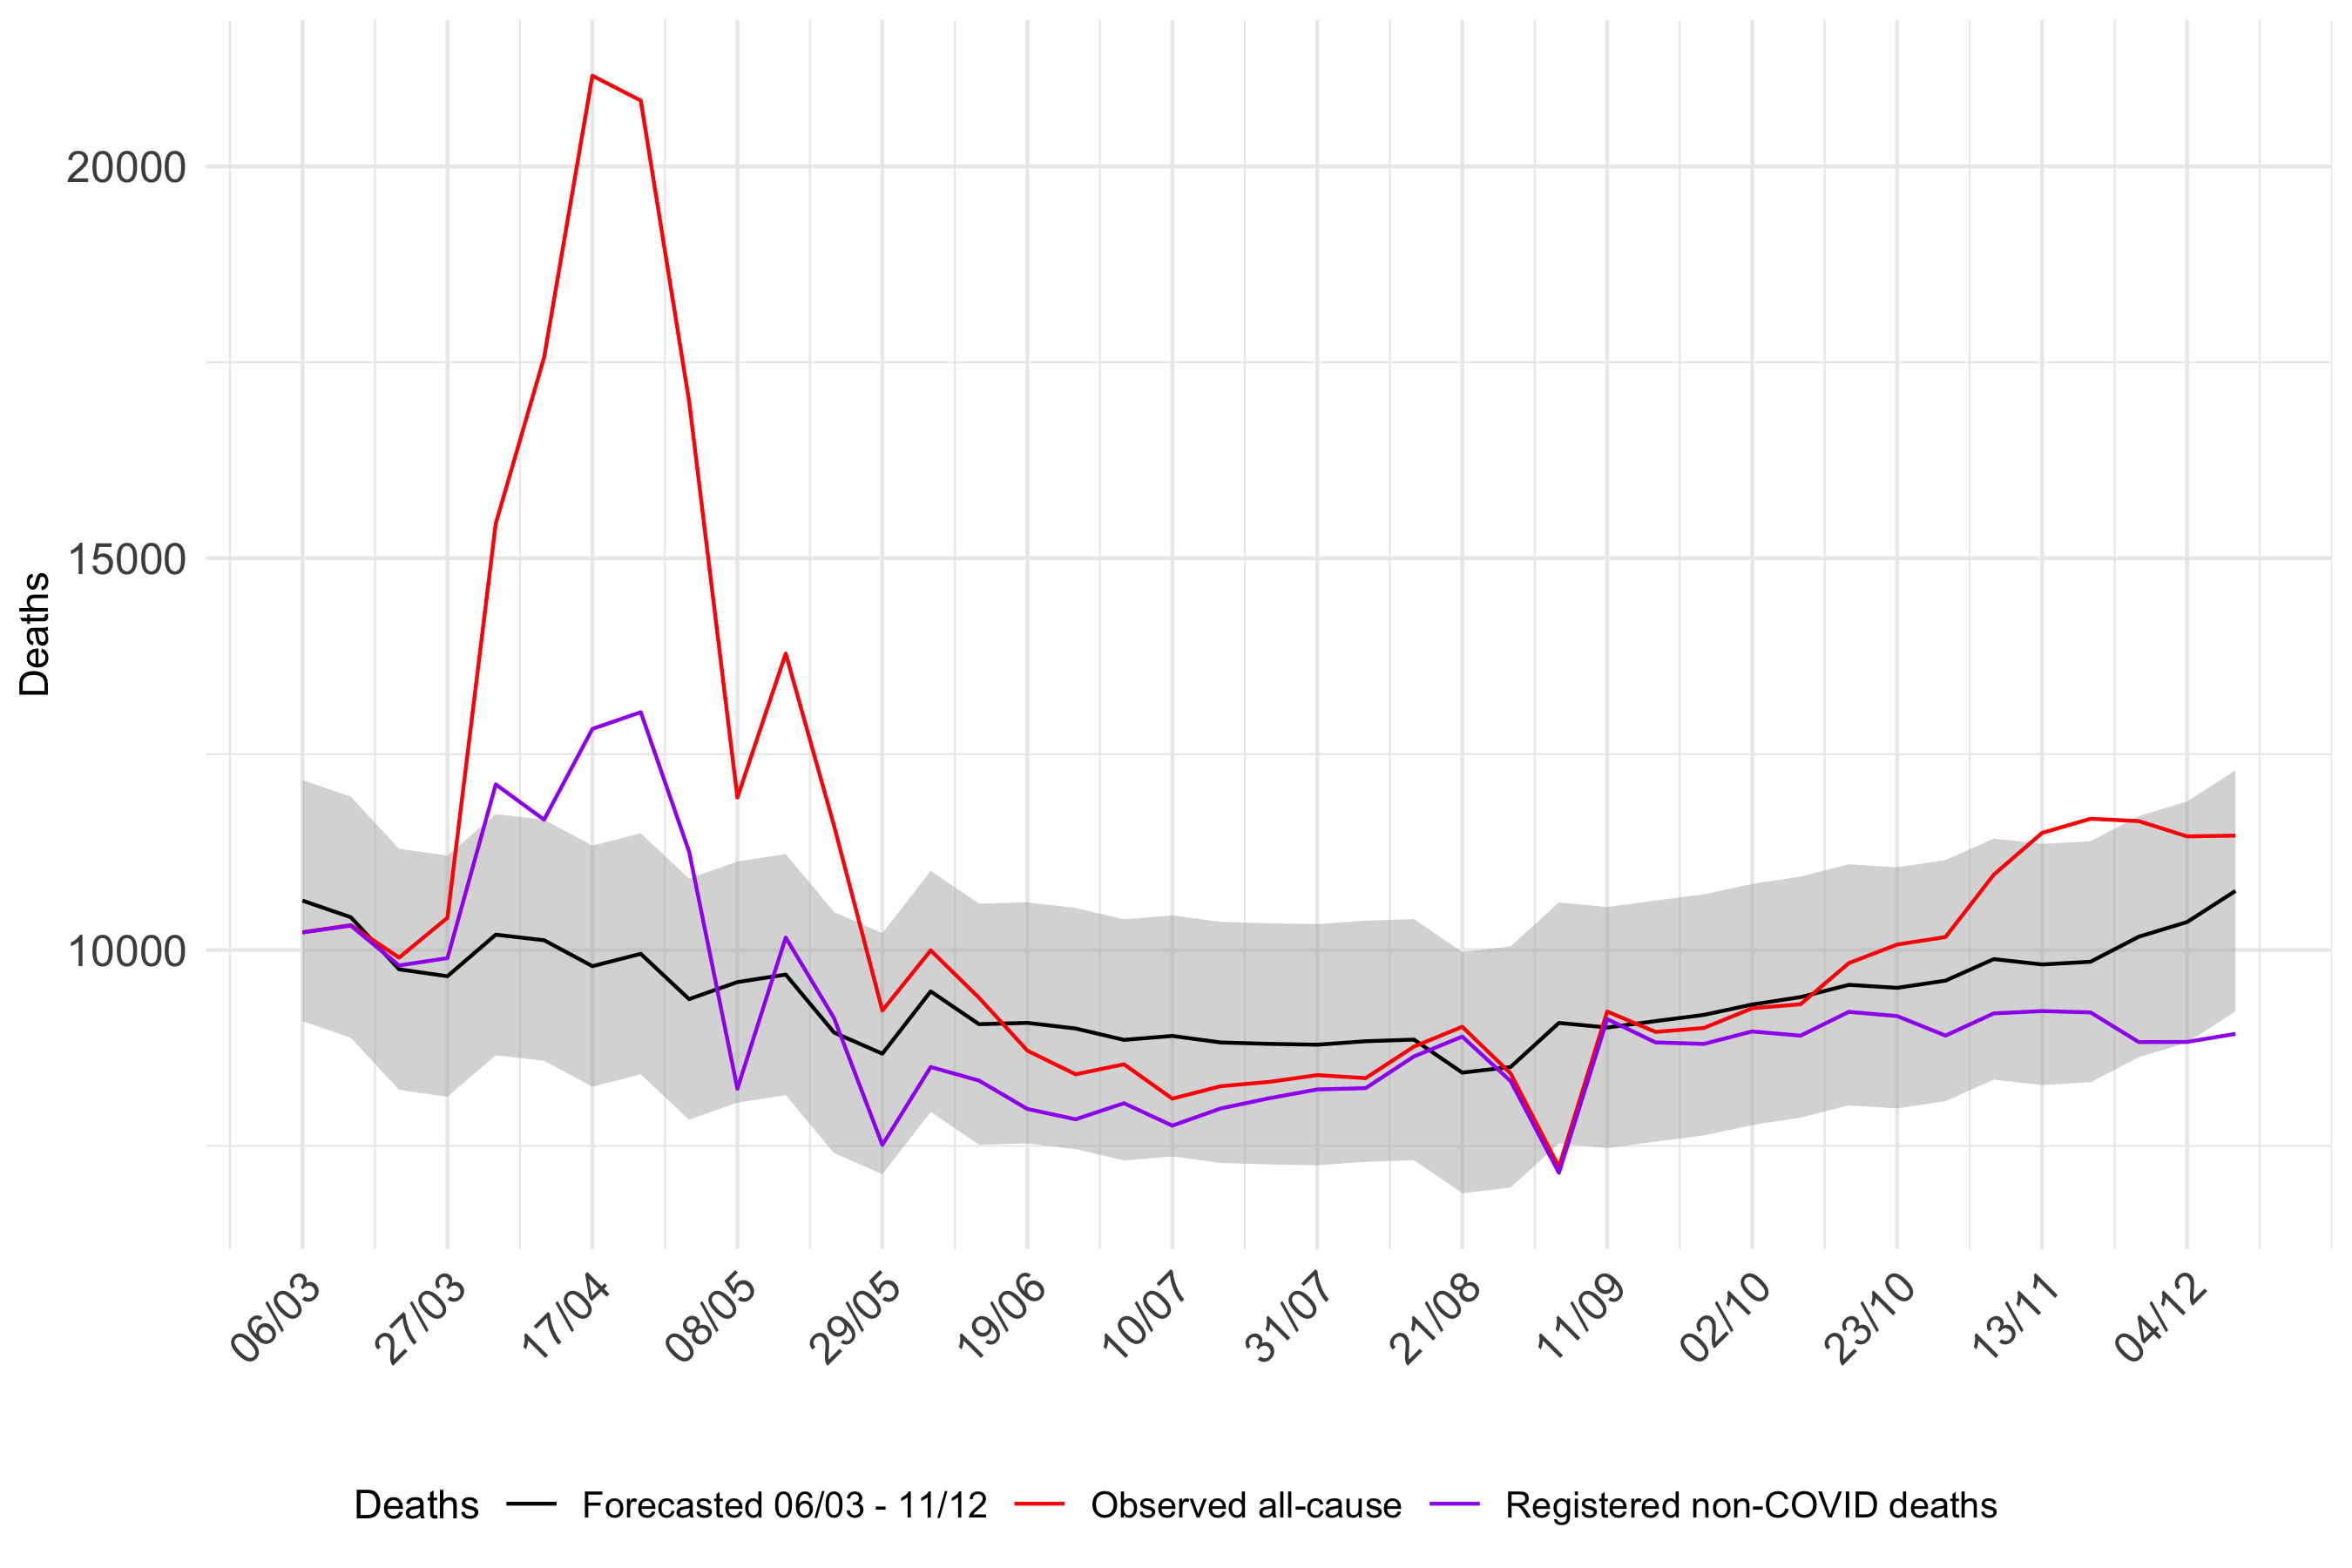 20000
15000
10000
Deaths
06/03 27/03 17/04 08/05 29/05 19/06 10/07 31/07 21/08 11/09 02/10 23/10 13/11 04/12
Deaths Forecasted 06/03 - 11/12 Observed all-cause Registered non-COVID deaths